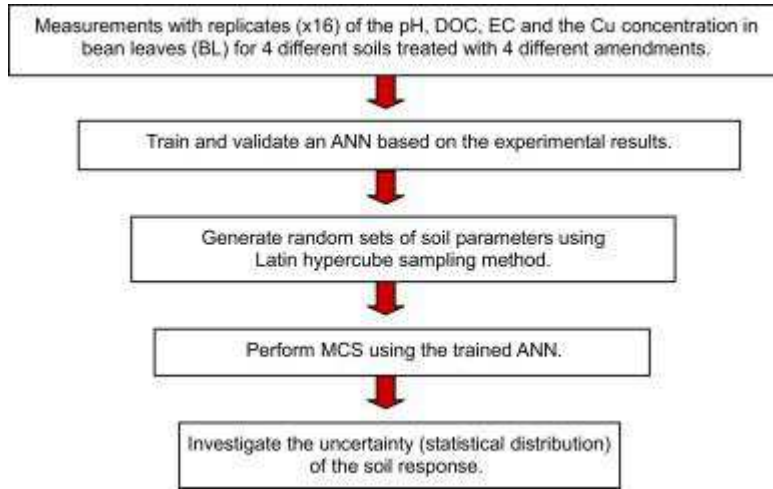 Measurements with replicates (x16) of the pH, DOC, EC and the Cu concentration in
bean leaves (BL) for 4 different soils treated with 4 different amendments.
Train and validate an ANN based on the experimental results.
Generate random sets of soil parameters using
Latin hypercube sampling method.
Perform MCS using the trained ANN.
Investigate the uncertainty (statistical distribution)
of the soil response.